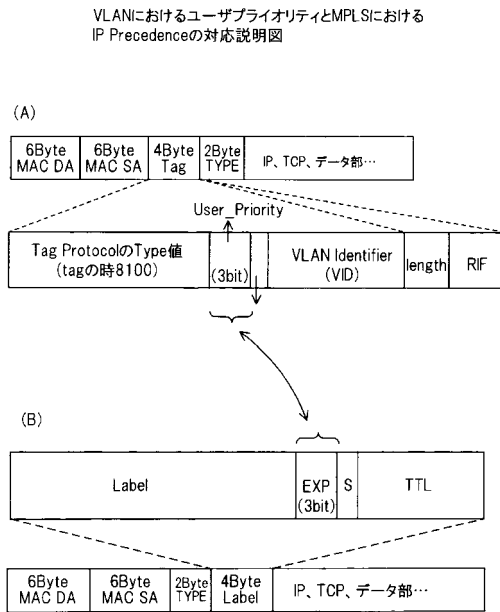 VLANにおけるユーザプライオリティとMPLSにおける
IP Precedenceの対応説明図
(A)
6Byte MAC DA
6Byte MAC SA
4Byte Tag
2Byte TYPE
IP、TCP、データ部…
User_Priority
Tag ProtocolのType値
(tagの時8100)
(3bit)
VLAN Identifier
(VID)
length
RIF
(B)
Label
EXP
(3bit)
S
TTL
6Byte MAC DA
6Byte MAC SA
2Byte TYPE
4Byte Label
IP、TCP、データ部…